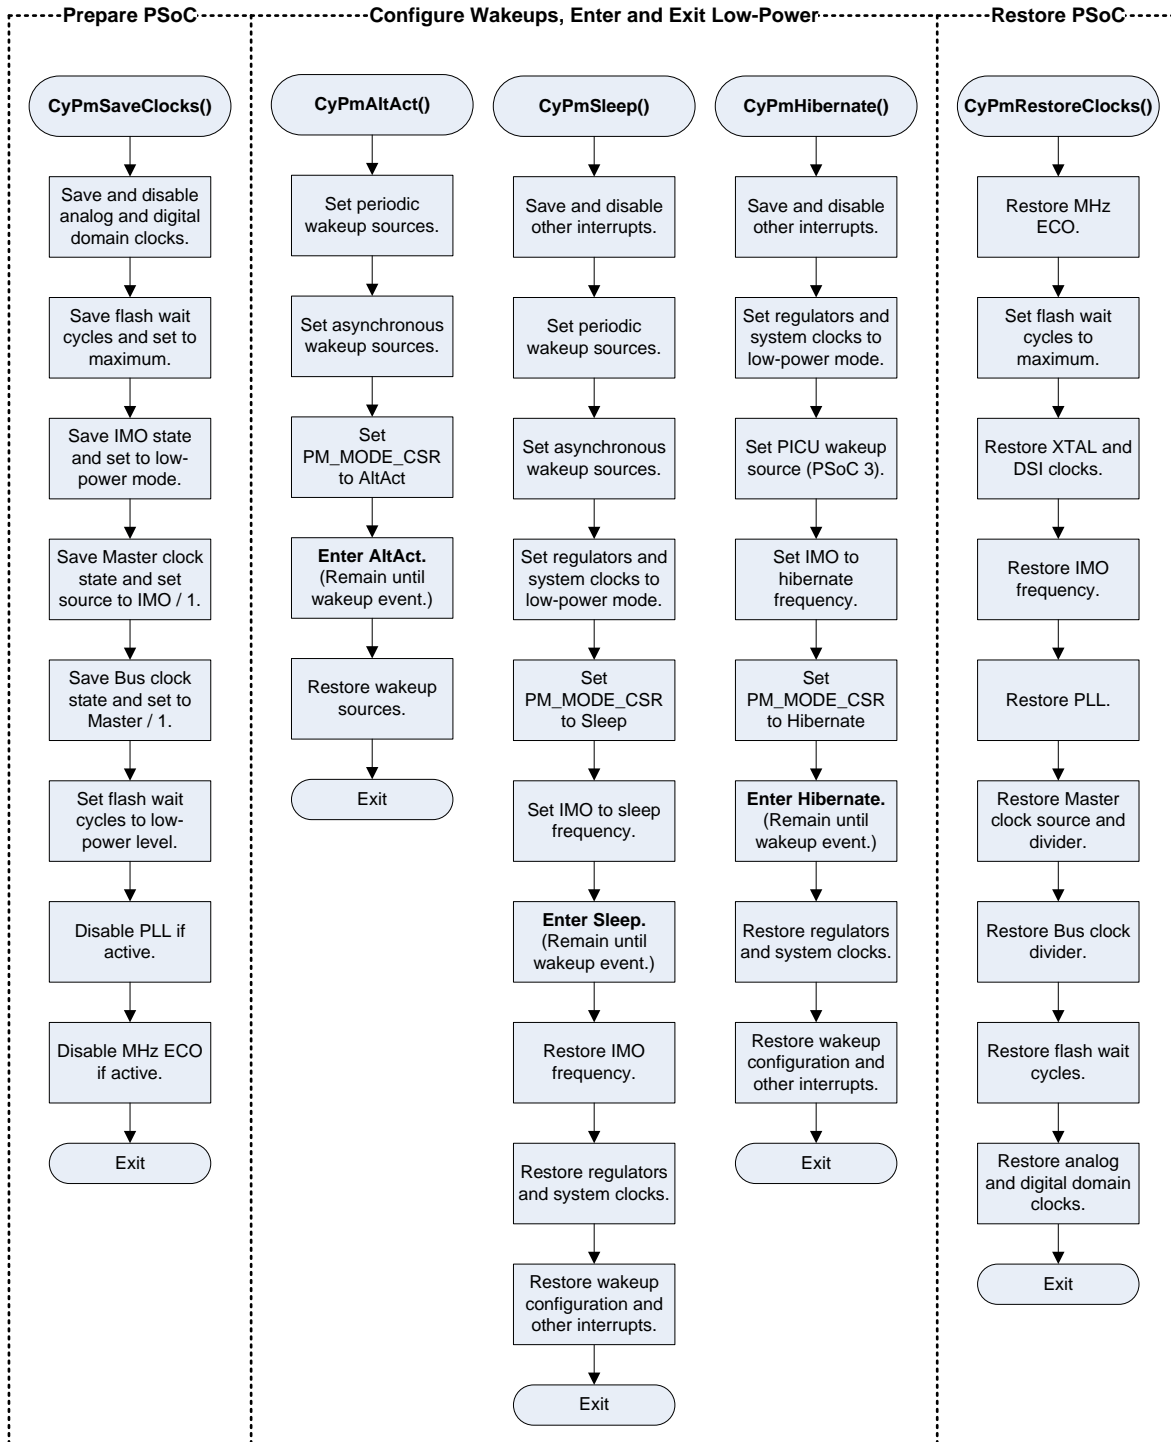 Prepare PSoC
Configure Wakeups, Enter and Exit Low-Power
Restore PSoC
CyPmSaveClocks()
Save and disable
analog and digital
domain clocks.
Save flash wait
cycles and set to
maximum.
Save IMO state
and set to low-
power mode.
Save Master clock
state and set
source to IMO / 1.
Save Bus clock
state and set to
Master / 1.
Set flash wait
cycles to low-
power level.
Disable PLL if
active.
Disable MHz ECO
if active.
Exit
CyPmAltAct()
Set periodic
wakeup sources.
Set asynchronous
wakeup sources.
Set
PM_MODE_CSR
to AltAct
Enter AltAct.
(Remain until
wakeup event.)
Restore wakeup
sources.
Exit
CyPmSleep()
Save and disable
other interrupts.
Set periodic
wakeup sources.
Set asynchronous
wakeup sources.
Set regulators and
system clocks to
low-power mode.
Set
PM_MODE_CSR
to Sleep
Set IMO to sleep
frequency.
Enter Sleep.
(Remain until
wakeup event.)
Restore IMO
frequency.
Restore regulators
and system clocks.
Restore wakeup
configuration and
other interrupts.
Exit
CyPmHibernate()
Save and disable
other interrupts.
Set regulators and
system clocks to
low-power mode.
Set PICU wakeup
source (PSoC 3).
Set IMO to
hibernate
frequency.
Set
PM_MODE_CSR
to Hibernate
Enter Hibernate.
(Remain until
wakeup event.)
Restore regulators
and system clocks.
Restore wakeup
configuration and
other interrupts.
Exit
CyPmRestoreClocks()
Restore MHz
ECO.
Set flash wait
cycles to
maximum.
Restore XTAL and
DSI clocks.
Restore IMO
frequency.
Restore PLL.
Restore Master
clock source and
divider.
Restore Bus clock
divider.
Restore flash wait
cycles.
Restore analog
and digital domain
clocks.
Exit